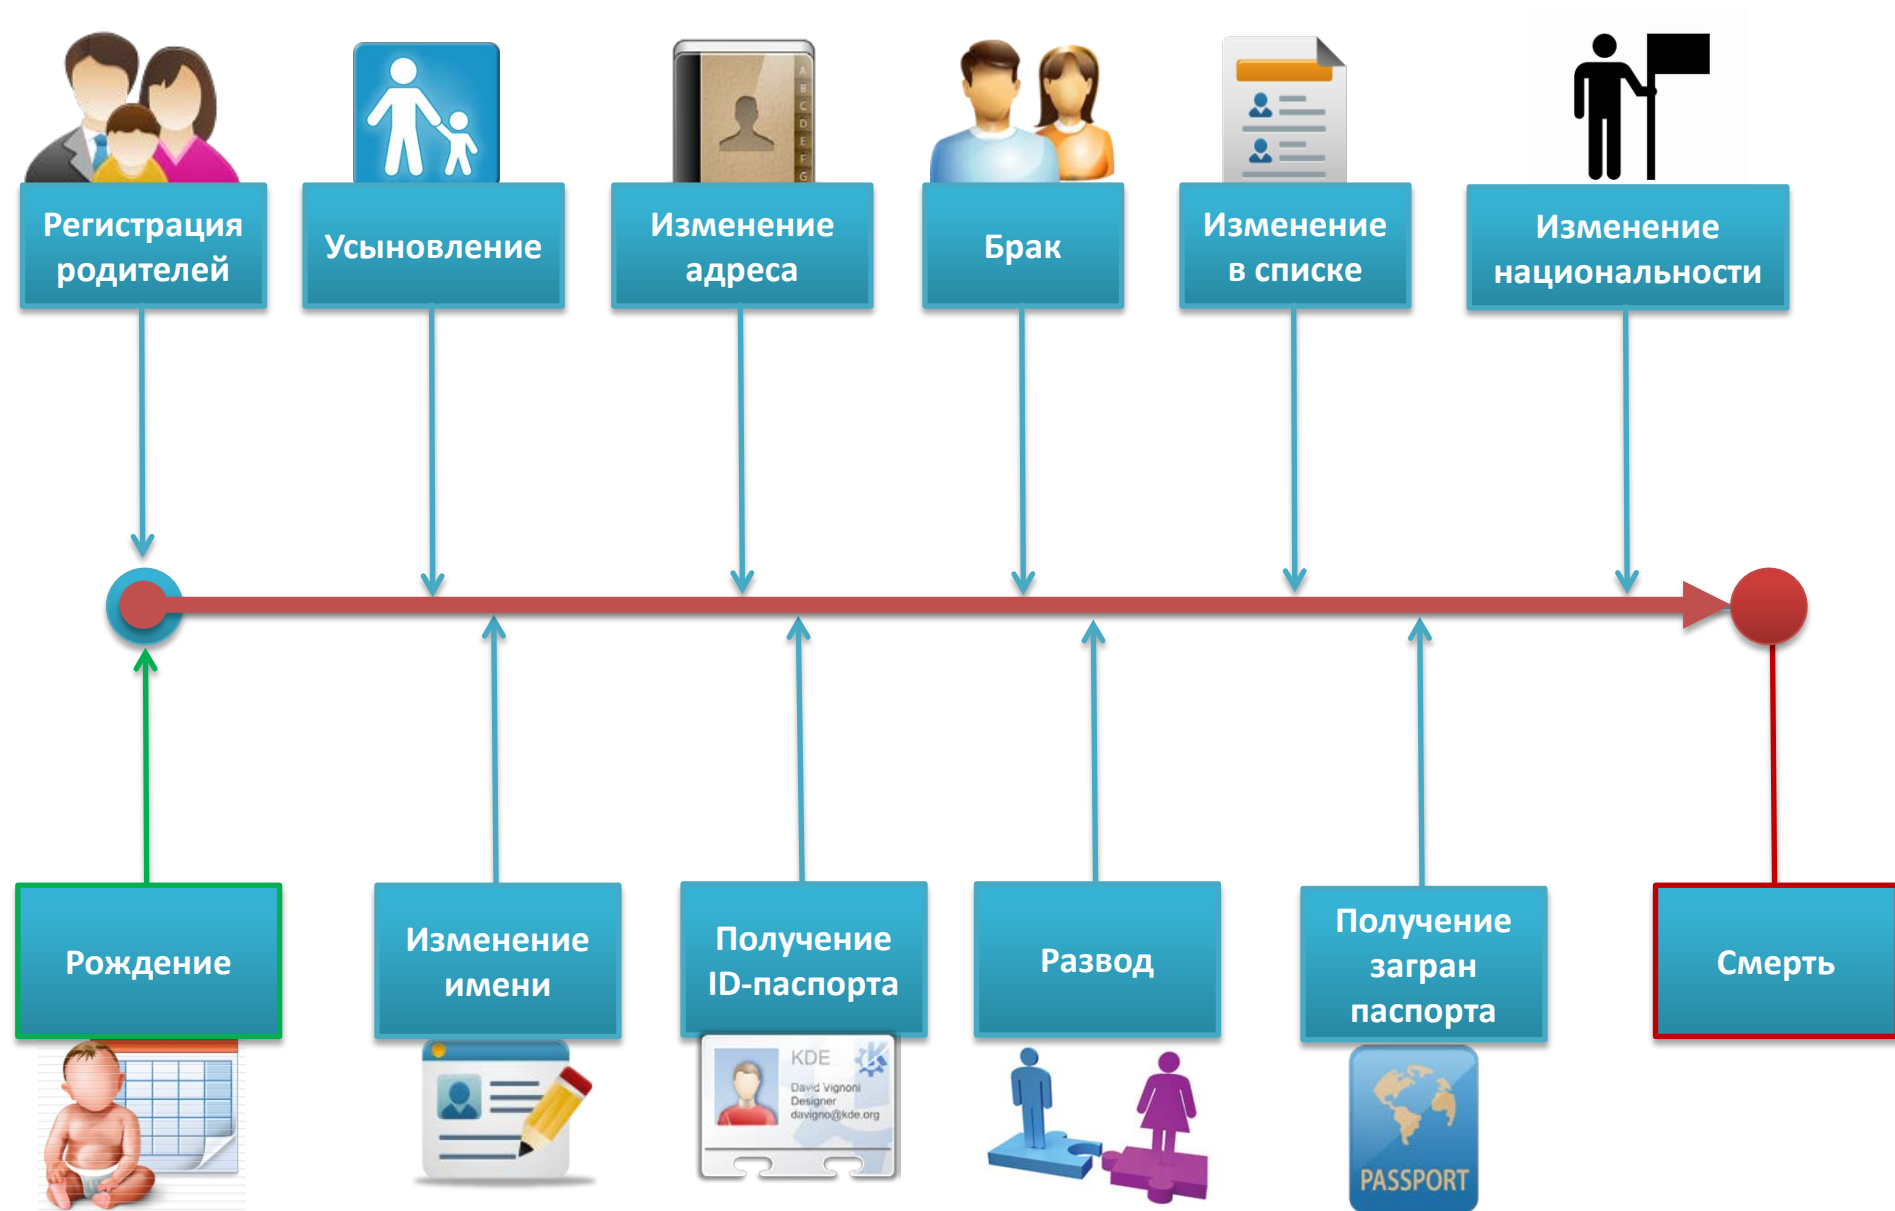 Регистрация
родителей
Усыновление
Изменение
адреса
A
B
C
D
E
F
G
Брак
Изменение
в списке
Изменение
национальности
Рождение
Изменение
имени
Получение
ID-паспорта
Развод
Получение
загран
паспорта
Смерть
KDE
David Vignoni
Designer
davigno@kde.org
PASSPORT